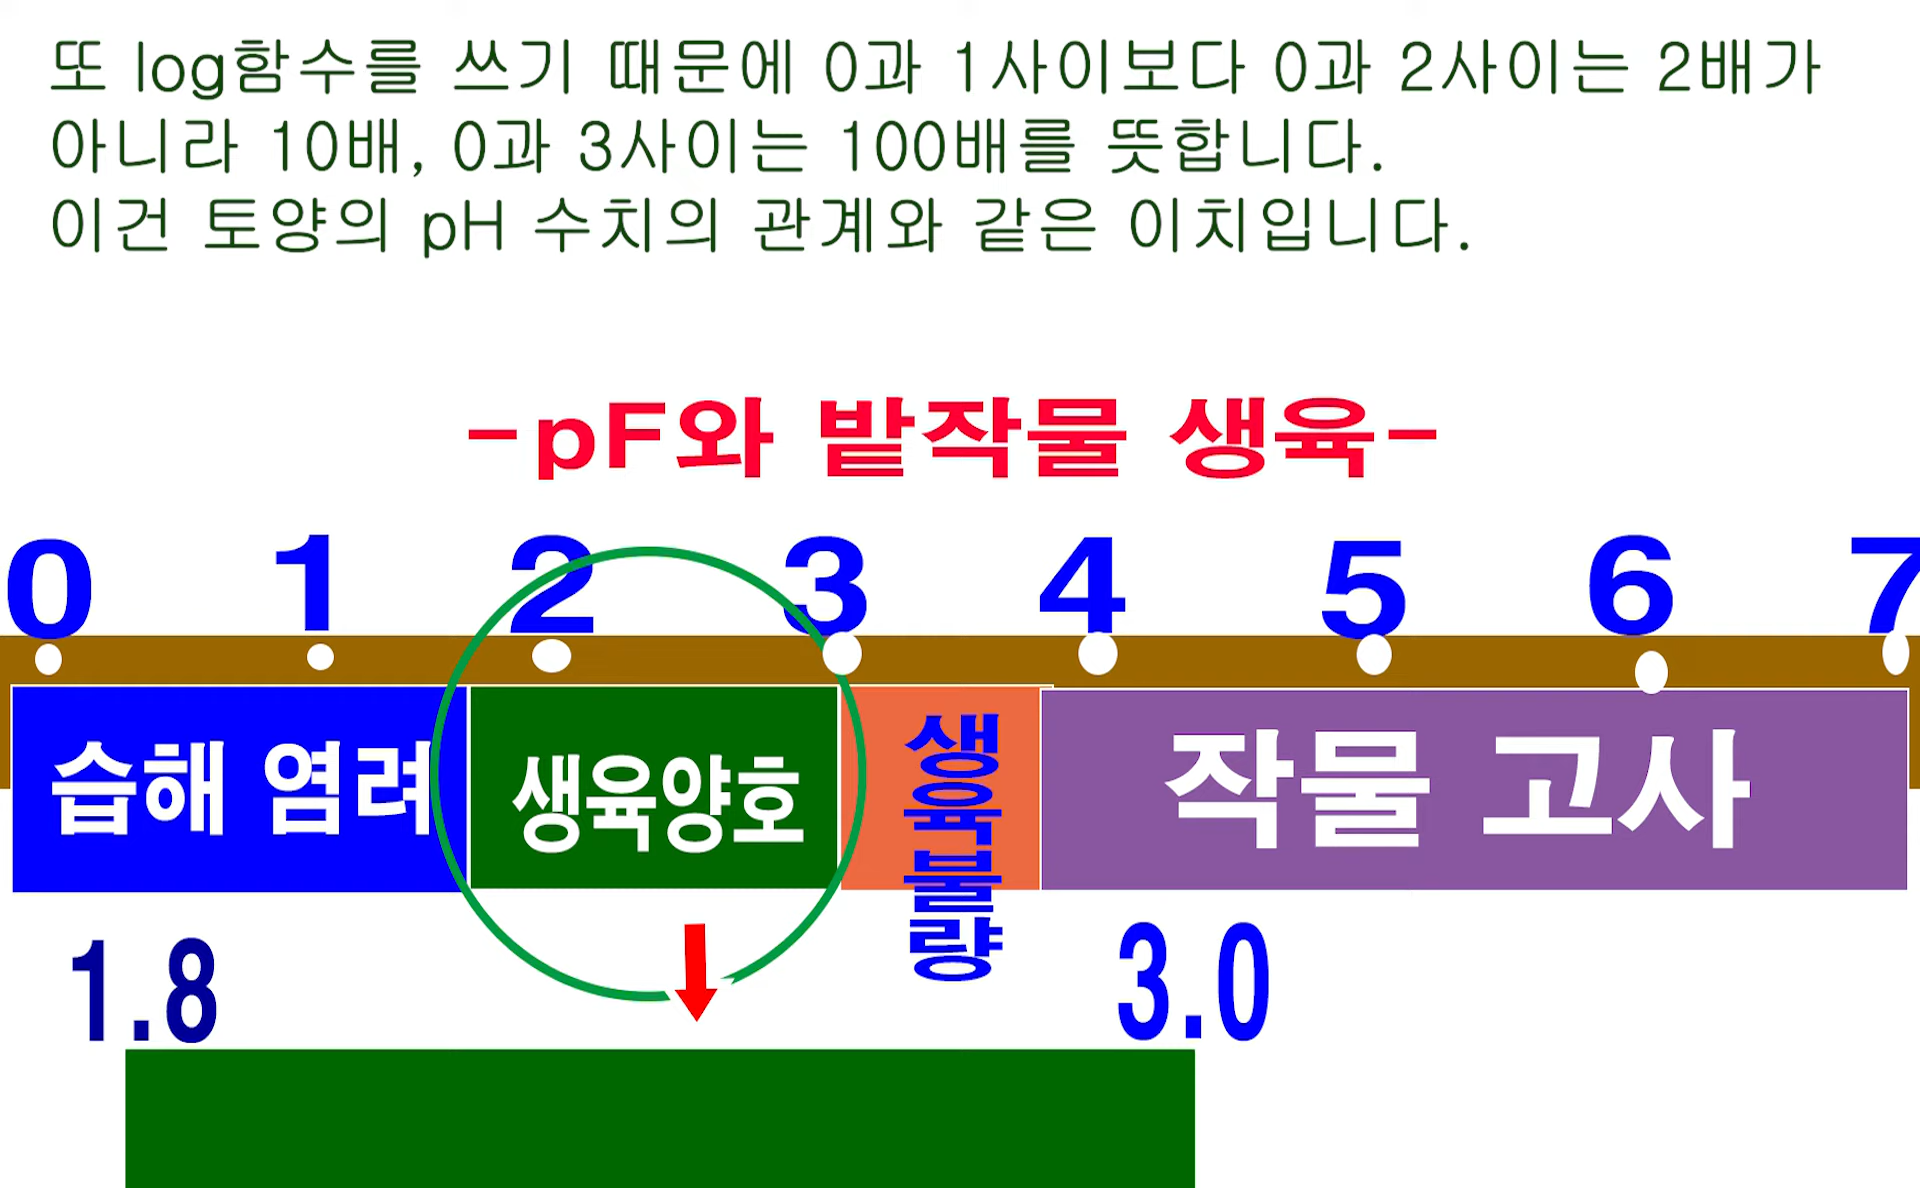 또 log함수를 쓰기 때문에 0과 1사이보다 0과 2사이는 2배가
아니라 10배, 0과 3사이는 100배를 뜻합니다.
이건 토양의 pH 수치의 관계와 같은 이치입니다.
-pF와 밭작물 생육-
0 1 2 3 4 5 6 7
습해 염려
생육양호
생육불량
작물 고사
1.8
3.0